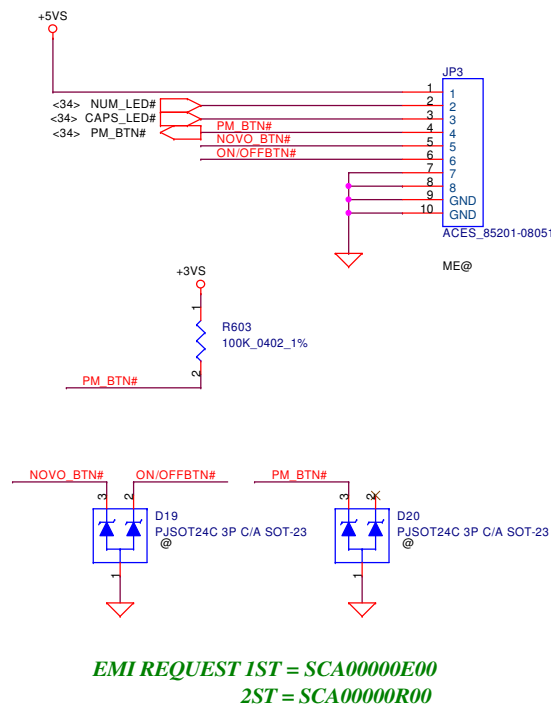 +5VS
JP3
<34> NUM_LED# 1 1
<34> CAPS_LED# 2 2
<34> PM_BTN# 3 3
PM_BTN# 4 4
NOVO_BTN# 5 5
ON/OFFBTN# 6 6
7 7
8 8
9 GND
10 GND
ACES_85201-08051
ME@
+3VS
1
R603
100K_0402_1%
2
PM_BTN#
NOVO_BTN# ON/OFFBTN# PM_BTN#
3 2 3 2
D19 D20
PJSOT24C 3P C/A SOT-23 PJSOT24C 3P C/A SOT-23
@ @
1 1
EMI REQUEST 1ST = SCA00000E00
2ST = SCA00000R00